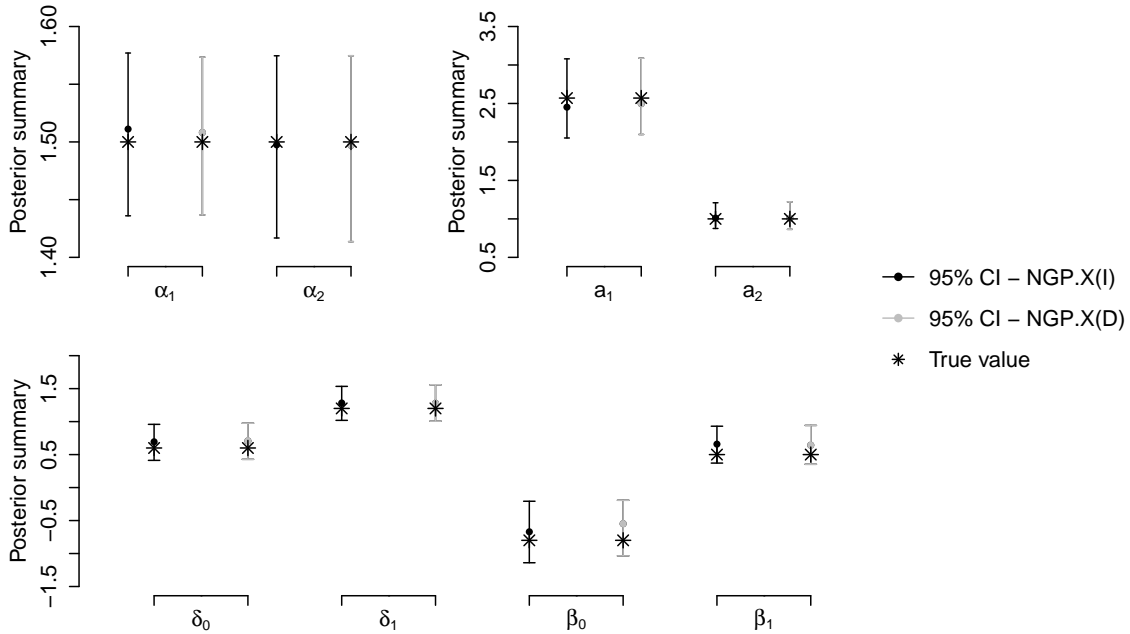 Posterior summary
1.40 1.50 1.60
α1 α2
Posterior summary
0.5 1.5 2.5 3.5
a1 a2
95% CI − NGP.X(I)
95% CI − NGP.X(D)
True value
Posterior summary
−1.5 −0.5 0.5 1.5
δ0 δ1 β0 β1